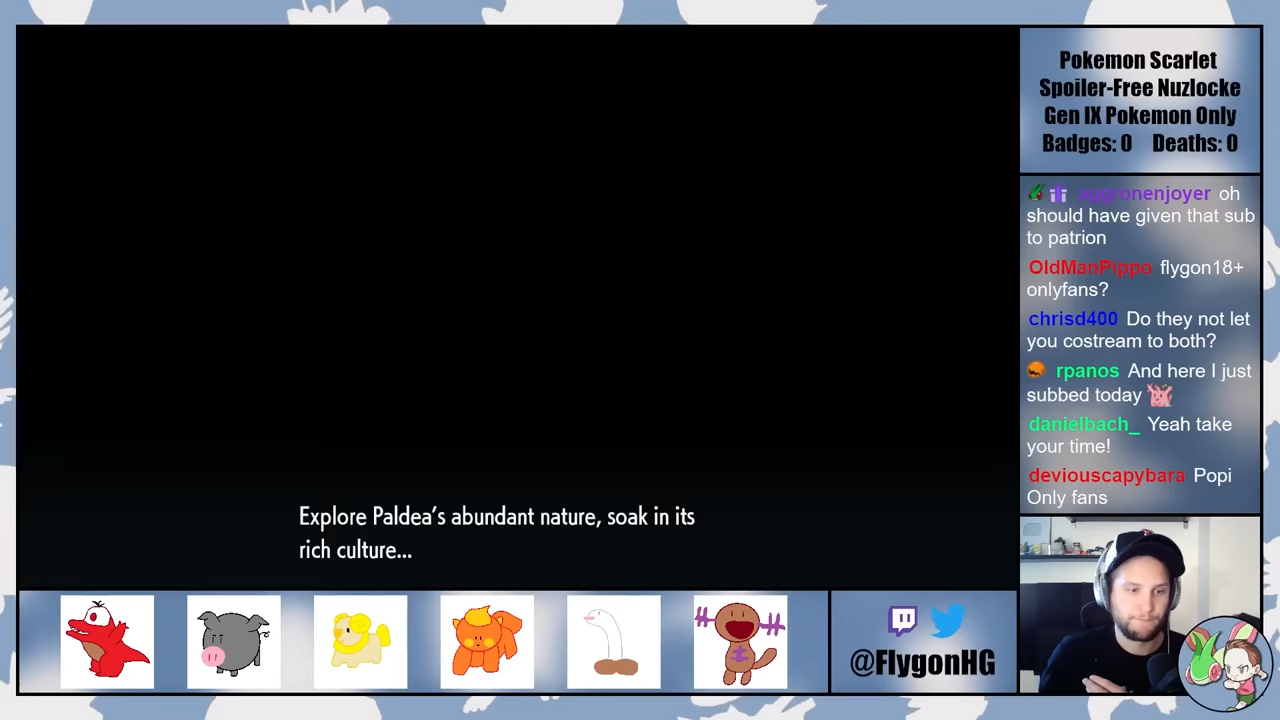 Explore Paldea's abundant nature, soak in its
rich culture...
Pokemon Scarlet
Spoiler-Free Nuzlocke
Gen IX Pokemon Only
Badges: 0 Deaths: 0
aggronenjoyer oh
should have given that sub
to patrion
OldManPippo flygon18+
onlyfans?
chrisd400 Do they not let
you costream to both?
rpanos And here I just
subbed today
danielbach_ Yeah take
your time!
deviouscapybara Popi
Only fans
@FlygonHG